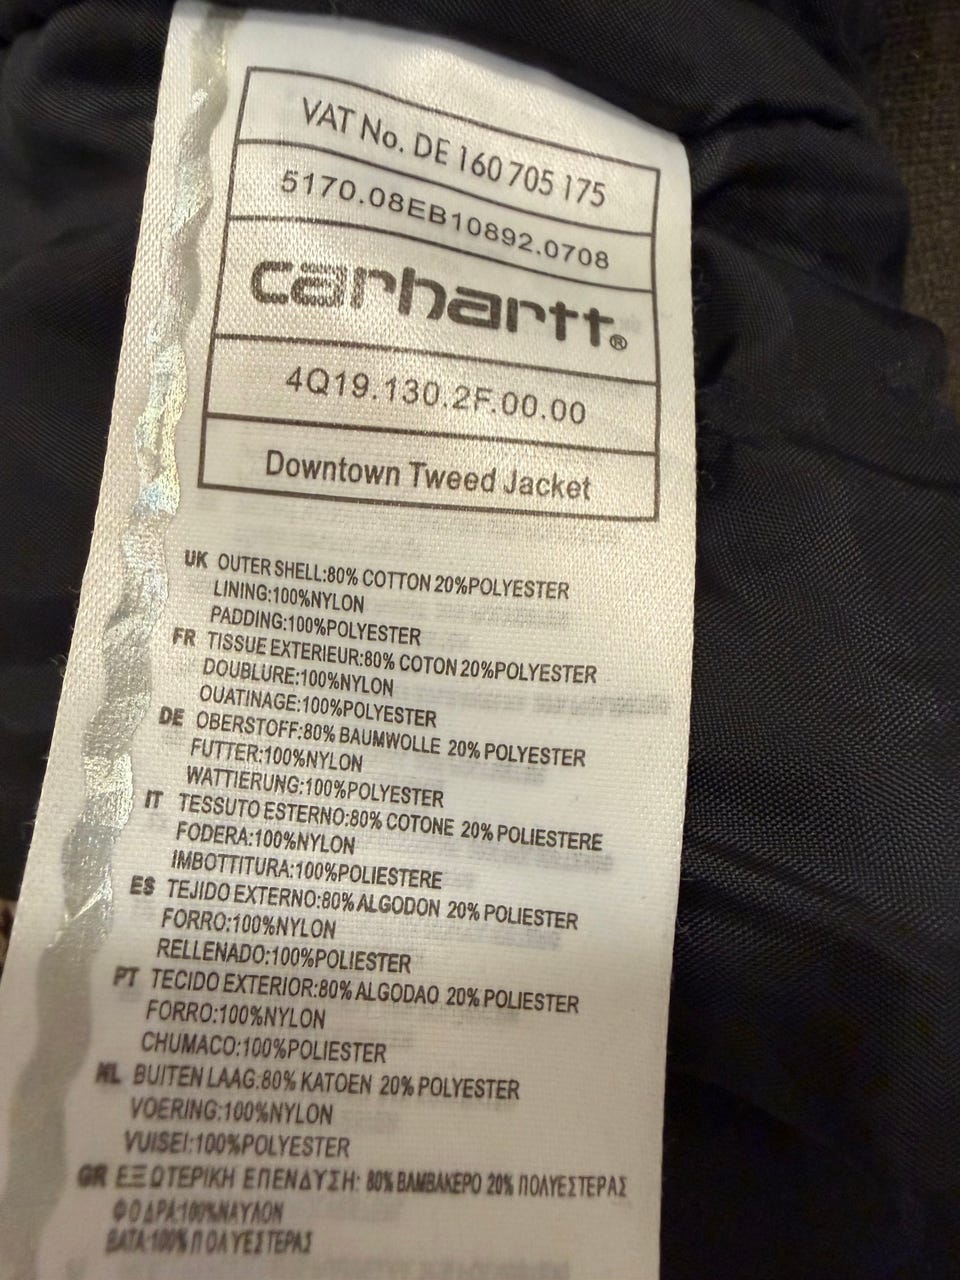 VAT No. DE 160 705 175
5170.08EB10892.0708
carhartt®
4Q19.130.2F.00.00
Downtown Tweed Jacket
UK OUTER SHELL:80% COTTON 20%POLYESTER
LINING:100%NYLON
PADDING:100%POLYESTER
FR TISSUE EXTERIEUR:80% COTON 20%POLYESTER
DOUBLURE:100%NYLON
OUATINAGE:100%POLYESTER
DE OBERSTOFF:80% BAUMWOLLE 20% POLYESTER
FUTTER:100%NYLON
WATTIERUNG:100%POLYESTER
IT TESSUTO ESTERNO:80% COTONE 20% POLIESTERE
FODERA:100%NYLON
IMBOTTITURA:100%POLIESTERE
ES TEJIDO EXTERNO:80% ALGODON 20% POLIESTER
FORRO:100%NYLON
RELLENADO:100%POLIESTER
PT TECIDO EXTERIOR:80% ALGODAO 20% POLIESTER
FORRO:100%NYLON
CHUMACO:100%POLIESTER
NL BUITEN LAAG:80% KATOEN 20% POLYESTER
VOERING:100%NYLON
VUISEI:100%POLYESTER
GR ΕΞΩΤΕΡΙΚΗ ΕΠΕΝΔΥΣΗ: 80% ΒΑΜΒΑΚΕΡΟ 20% ΠΟΛΥΕΣΤΕΡΑΣ
ΦΟΔΡΑ:100%ΝΑΥΛΟΝ
ΒΑΤΑ:100%ΠΟΛΥΕΣΤΕΡΑΣ